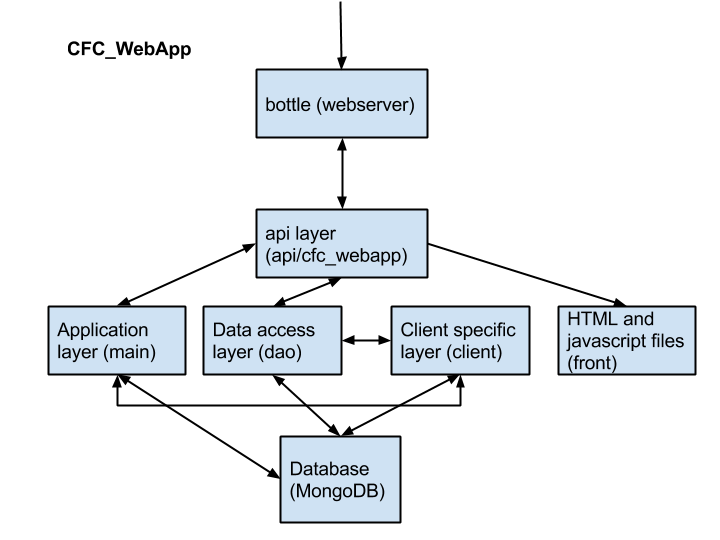 CFC_WebApp
bottle (webserver)
api layer
(api/cfc_webapp)
Application
layer (main)
Data access
layer (dao)
Client specific
layer (client)
HTML and
javascript files
(front)
Database
(MongoDB)